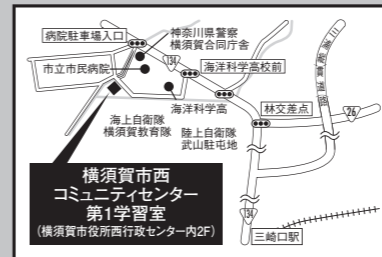 病院駐車場入口
神奈川県警察
横須賀合同庁舎
134
市立市民病院
海洋科学高校前
海洋科学高
海上自衛隊
横須賀教育隊
陸上自衛隊
武山駐屯地
林交差点
26
三浦縦貫道
横須賀市西
コミュニティセンター
第1学習室
(横須賀市役所西行政センター内2F)
134
三崎口駅